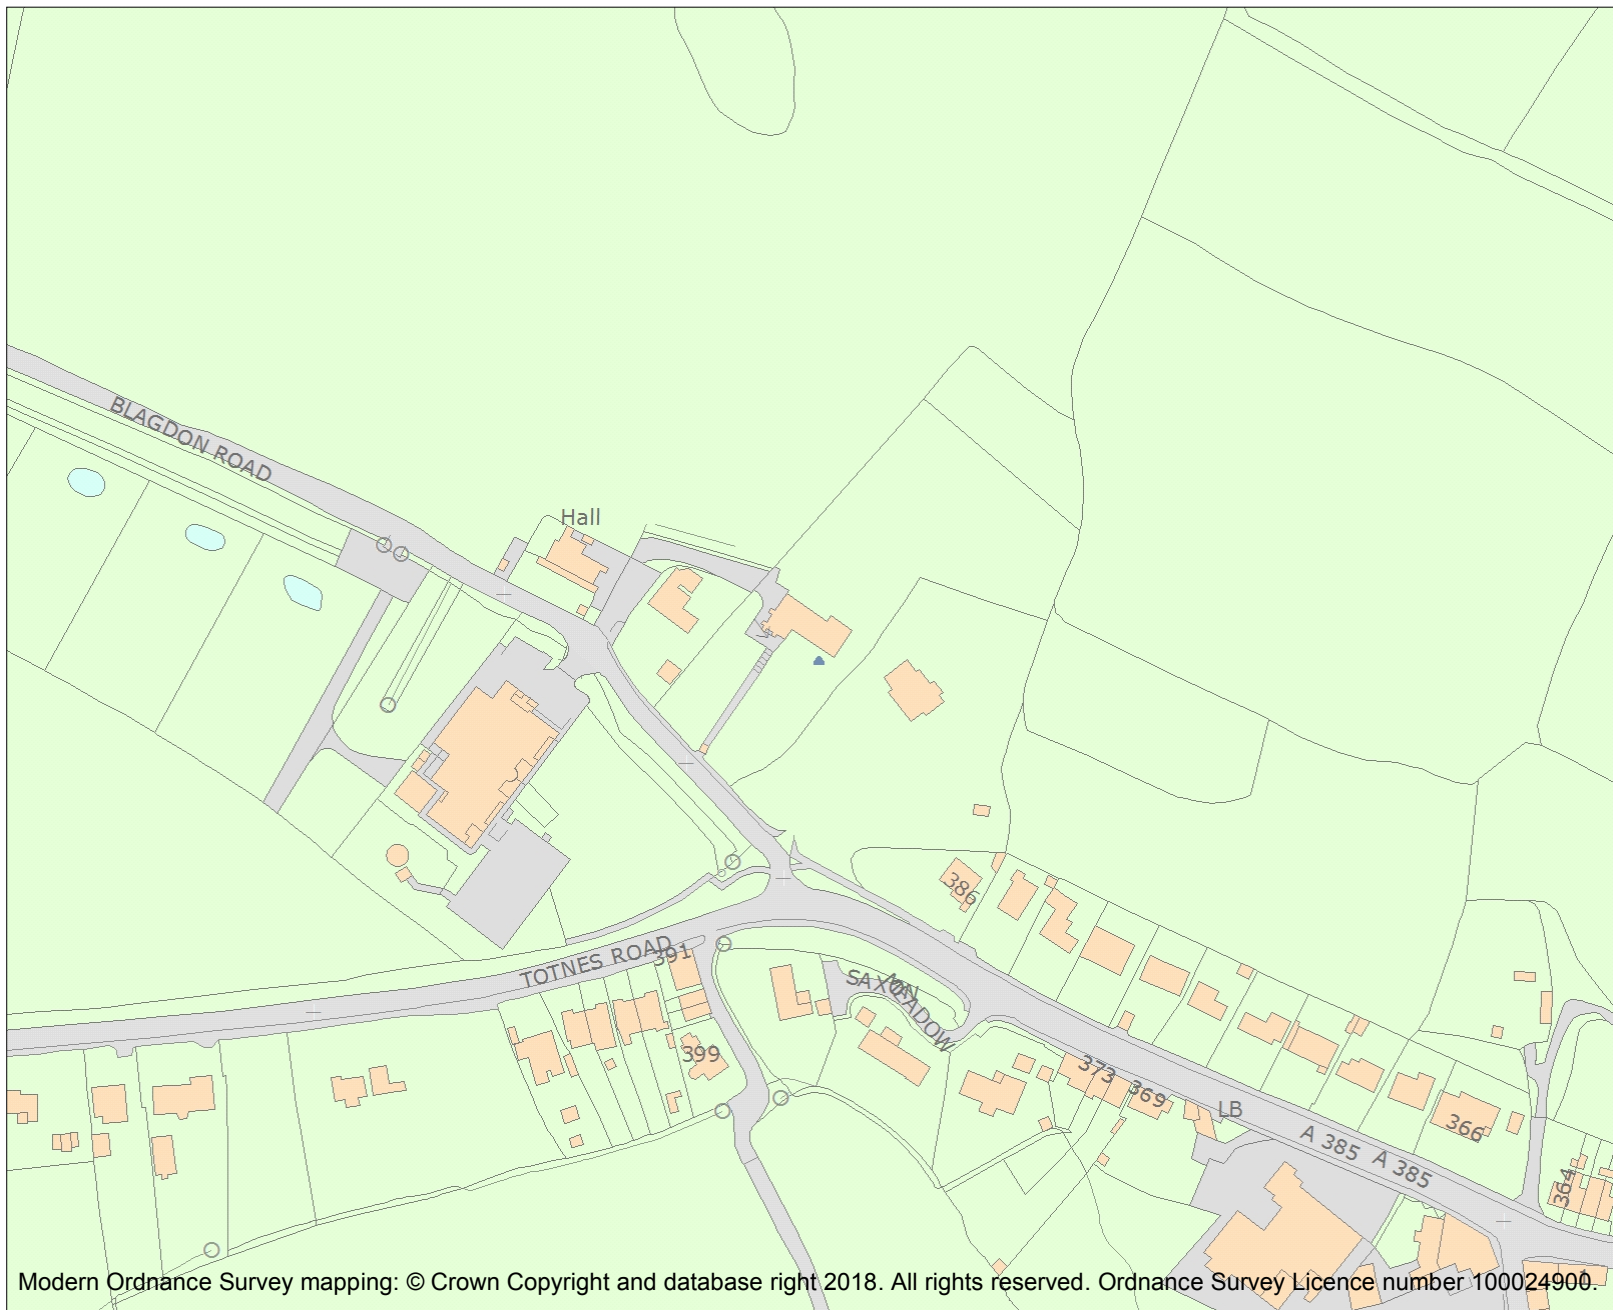 BLAGDON ROAD
Hall
386
TOTNES ROAD
391
SAXON
MEADOW
399
373
369
LB
A 385
A 385
366
364
Modern Ordnance Survey mapping: © Crown Copyright and database right 2018. All rights reserved. Ordnance Survey Licence number 100024900.